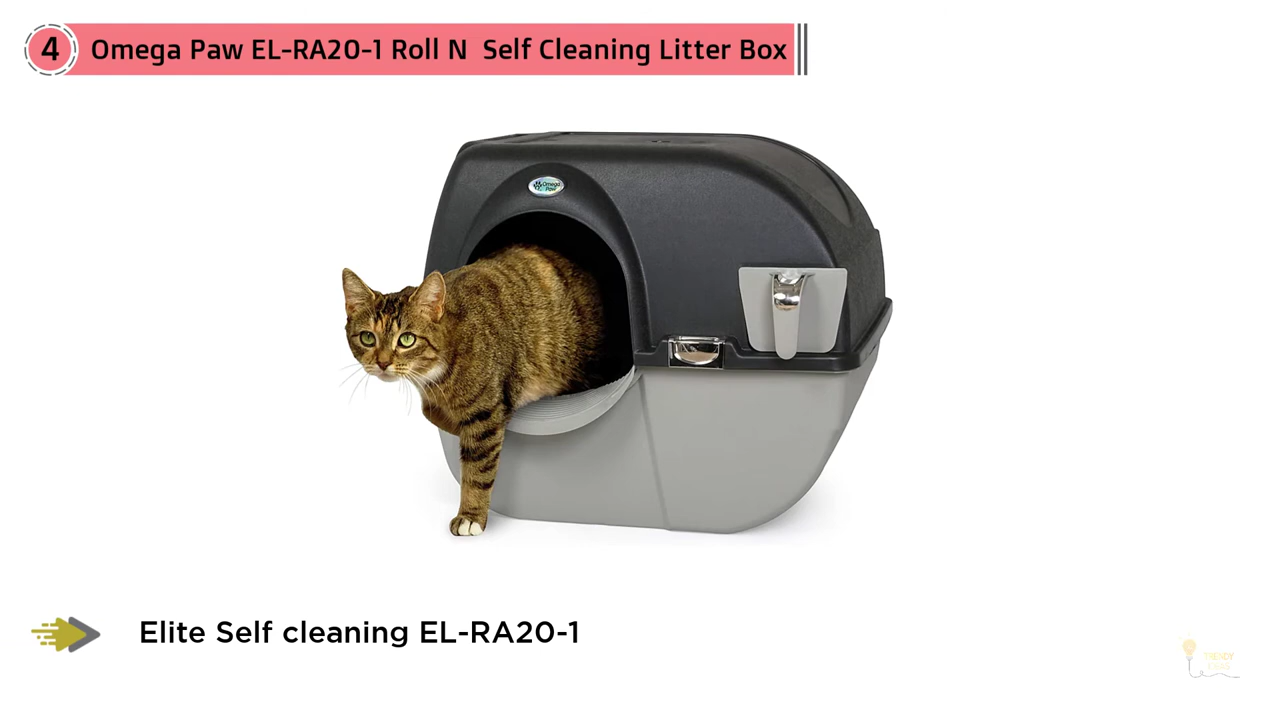 4
Omega Paw EL-RA20-1 Roll N Self Cleaning Litter Box
Omega
Paw
Elite Self cleaning EL-RA20-1
TRENDY